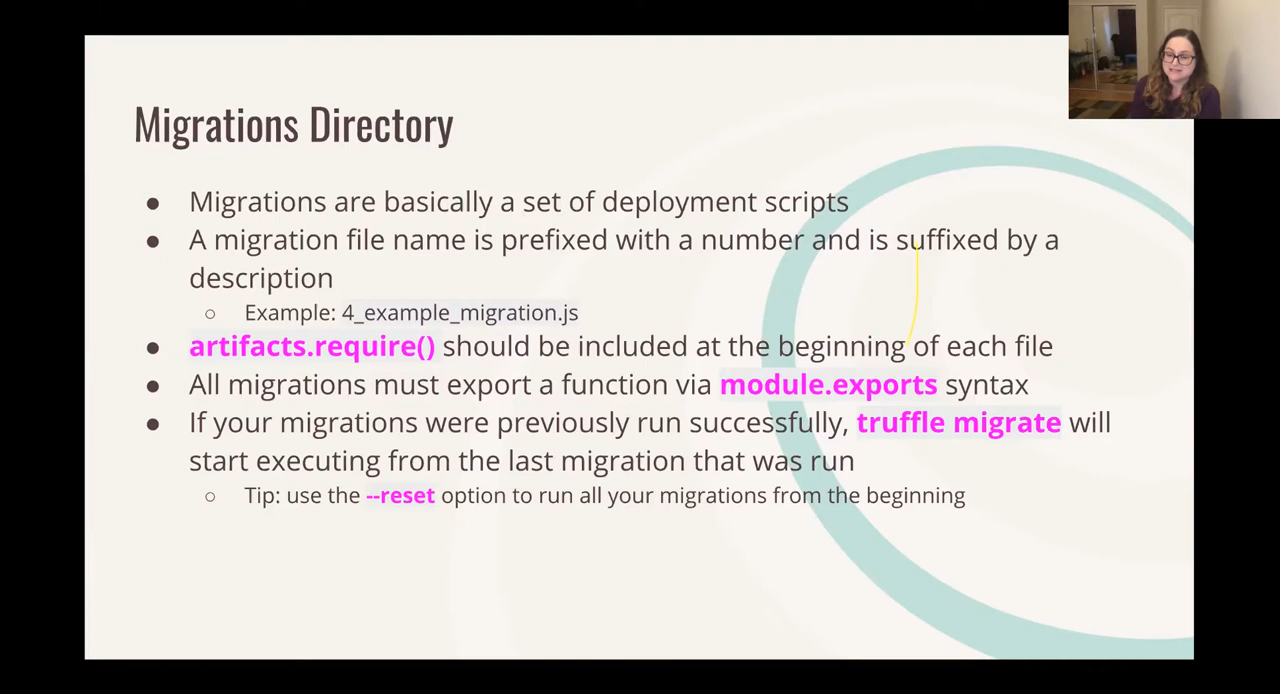 Migrations Directory
● Migrations are basically a set of deployment scripts
● A migration file name is prefixed with a number and is suffixed by a
description
○ Example: 4_example_migration.js
● artifacts.require() should be included at the beginning of each file
● All migrations must export a function via module.exports syntax
● If your migrations were previously run successfully, truffle migrate will
start executing from the last migration that was run
○ Tip: use the --reset option to run all your migrations from the beginning